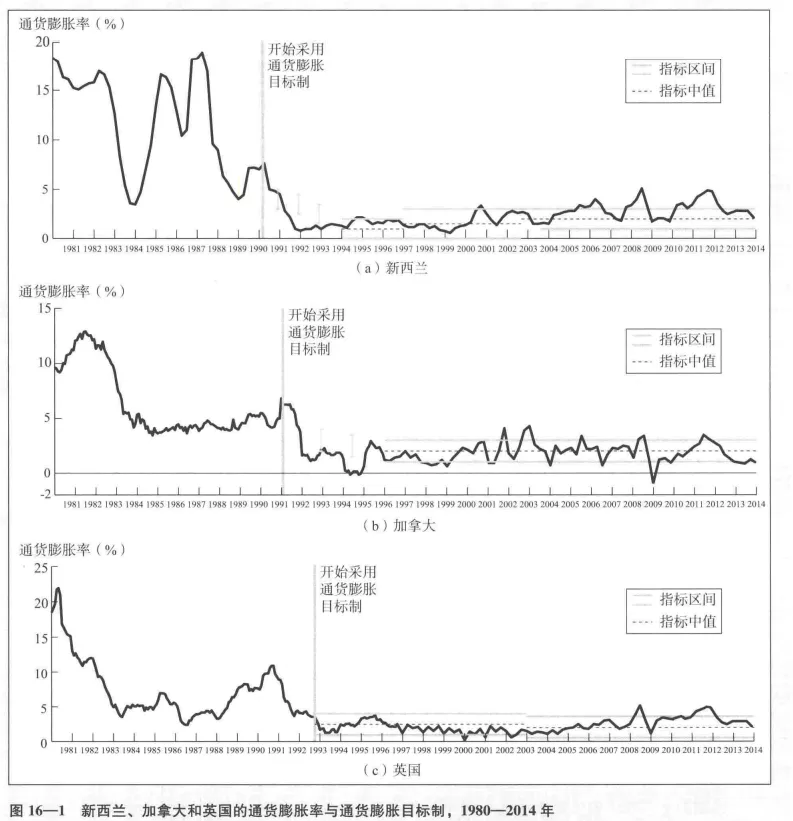 通货膨胀率（%）
20
15
10
5
0
开始采用
通货膨胀
目标制
指标区间
指标中值
1981 1982 1983 1984 1985 1986 1987 1988 1989 1990 1991 1992 1993 1994 1995 1996 1997 1998 1999 2000 2001 2002 2003 2004 2005 2006 2007 2008 2009 2010 2011 2012 2013 2014
（a）新西兰
通货膨胀率（%）
15
10
5
0
-2
开始采用
通货膨胀
目标制
指标区间
指标中值
1981 1982 1983 1984 1985 1986 1987 1988 1989 1990 1991 1992 1993 1994 1995 1996 1997 1998 1999 2000 2001 2002 2003 2004 2005 2006 2007 2008 2009 2010 2011 2012 2013 2014
（b）加拿大
通货膨胀率（%）
25
20
15
10
5
0
开始采用
通货膨胀
目标制
指标区间
指标中值
1981 1982 1983 1984 1985 1986 1987 1988 1989 1990 1991 1992 1993 1994 1995 1996 1997 1998 1999 2000 2001 2002 2003 2004 2005 2006 2007 2008 2009 2010 2011 2012 2013 2014
（c）英国
图 16—1 新西兰、加拿大和英国的通货膨胀率与通货膨胀目标制，1980—2014 年